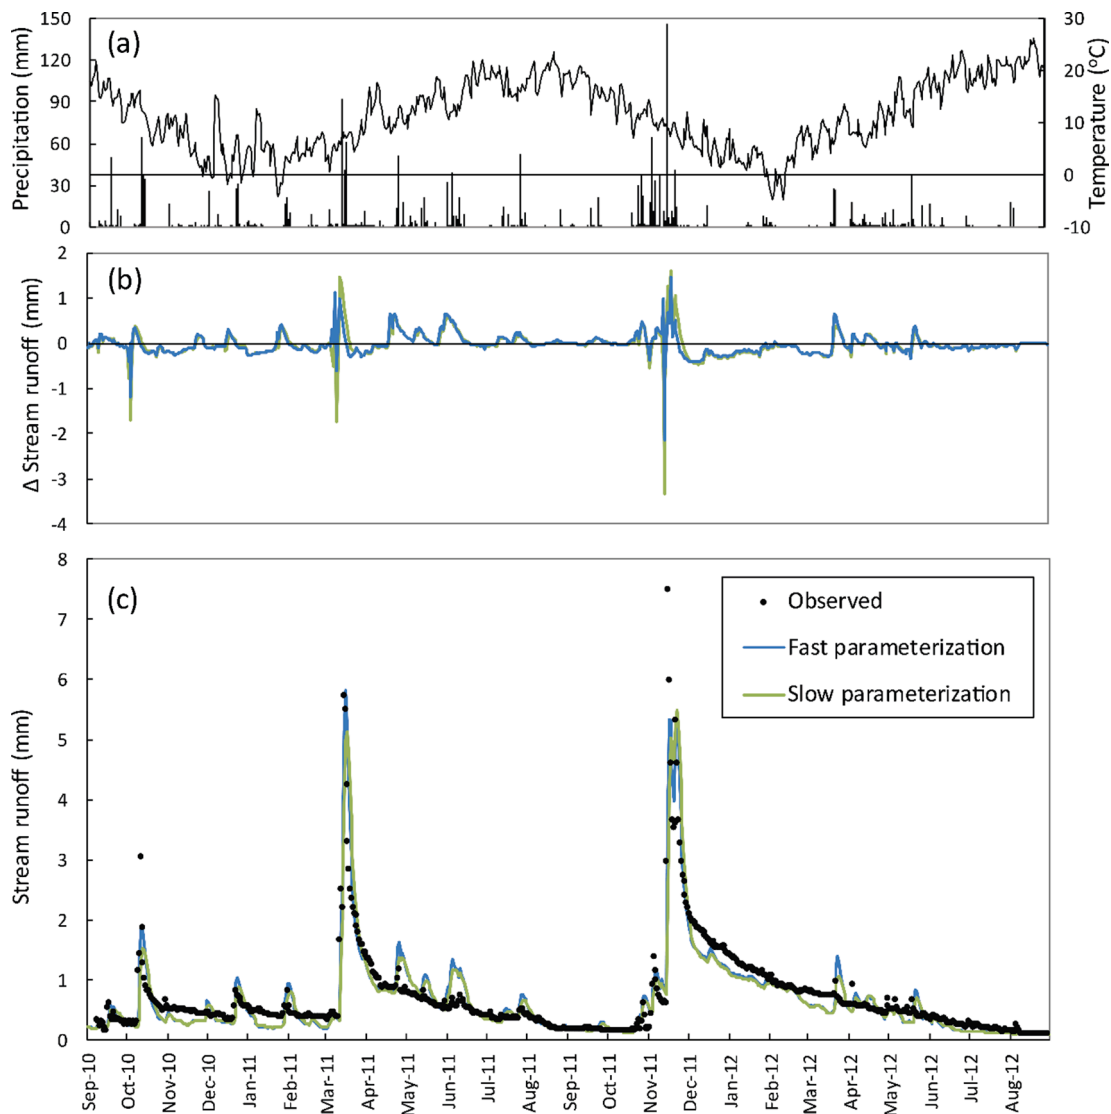 (a)
Precipitation (mm)
150
120
90
60
30
0
Temperature (ºC)
30
20
10
0
-10
(b)
Δ Stream runoff (mm)
2
1
0
-1
-2
-3
-4
(c)
Stream runoff (mm)
8
7
6
5
4
3
2
1
0
Observed
Fast parameterization
Slow parameterization
Sep-10
Oct-10
Nov-10
Dec-10
Jan-11
Feb-11
Mar-11
Apr-11
May-11
Jun-11
Jul-11
Aug-11
Sep-11
Oct-11
Nov-11
Dec-11
Jan-12
Feb-12
Mar-12
Apr-12
May-12
Jun-12
Jul-12
Aug-12